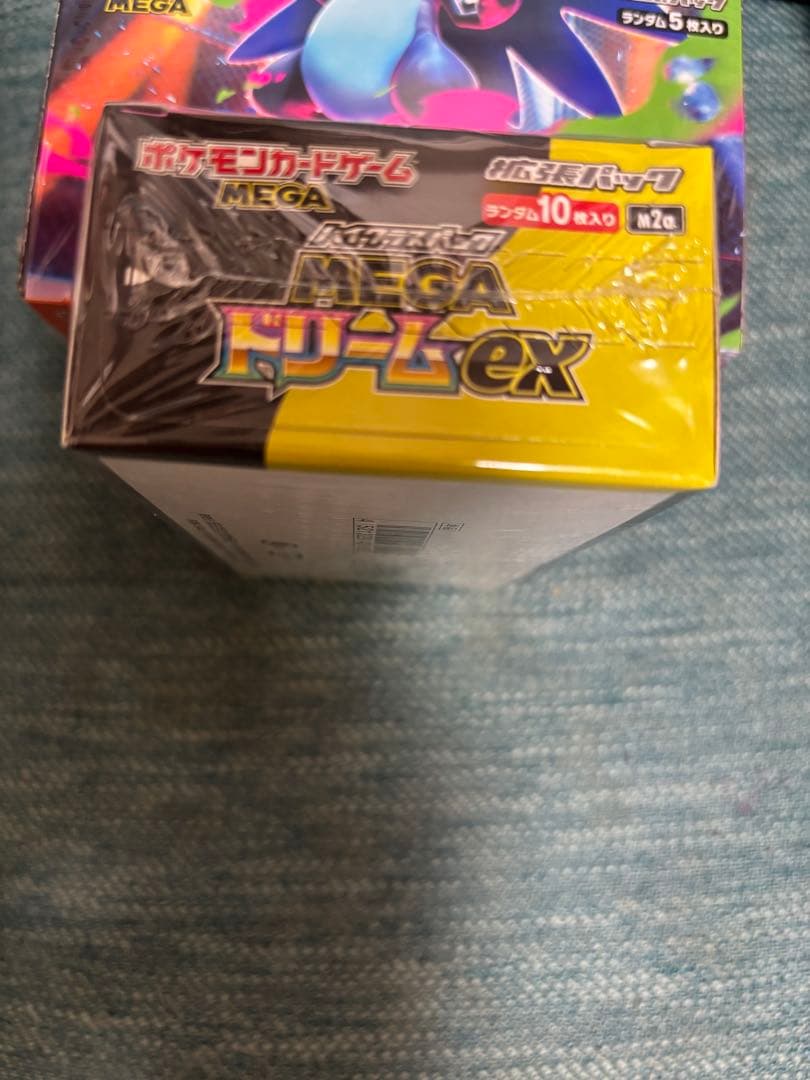 MEGA
ランダム5枚入り
ポケモンカードゲーム
MEGA
拡張パック
ランダム10枚入り
M2a
ハイクラスパック
MEGA
ドリームex